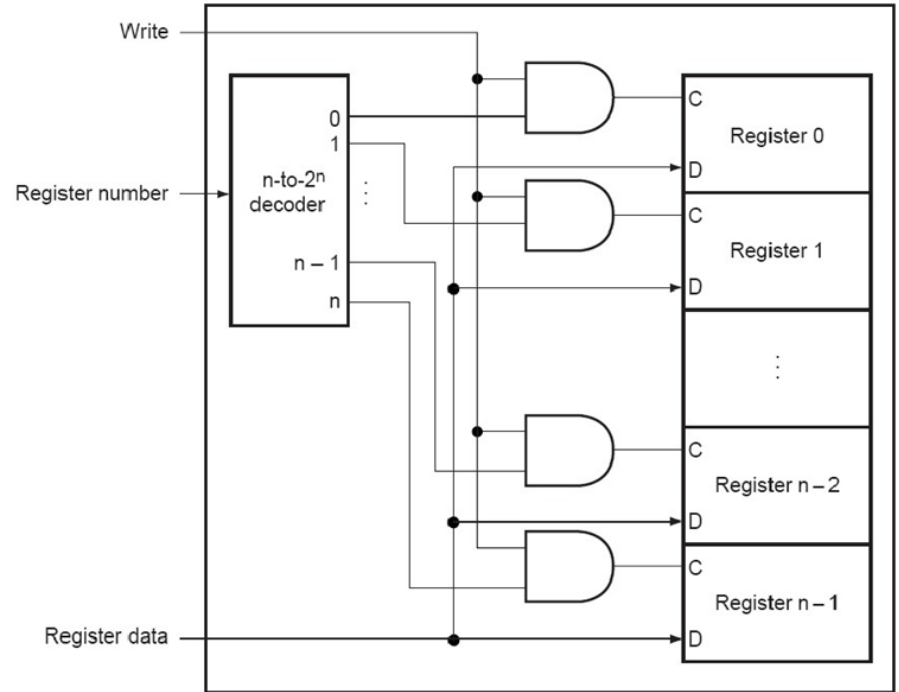 Write
C
0
Register 0
1
D
n-to-2ⁿ
decoder
⋮
Register number
C
Register 1
n – 1
D
n
⋮
C
Register n – 2
D
C
Register n – 1
Register data
D